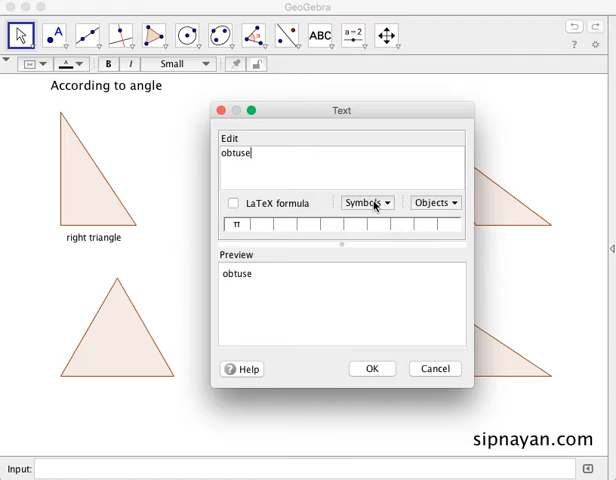 GeoGebra
ABC
a=2
?
A
B
I
Small
According to angle
Text
Edit
obtuse
LaTeX formula
Symbols
Objects
π
Preview
obtuse
right triangle
? Help
OK
Cancel
sipnayan.com
Input: